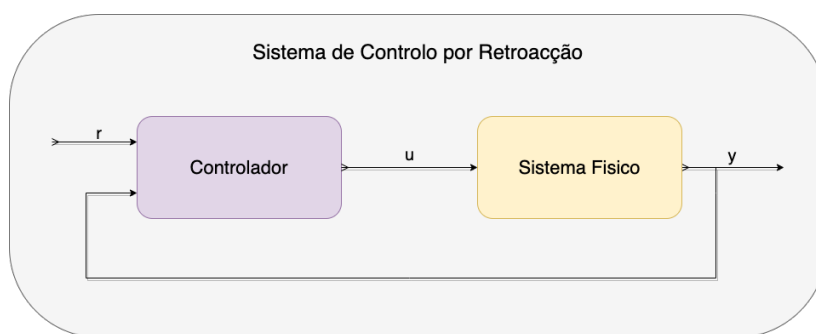 Sistema de Controlo por Retroacção
r
Controlador
u
Sistema Fisico
y